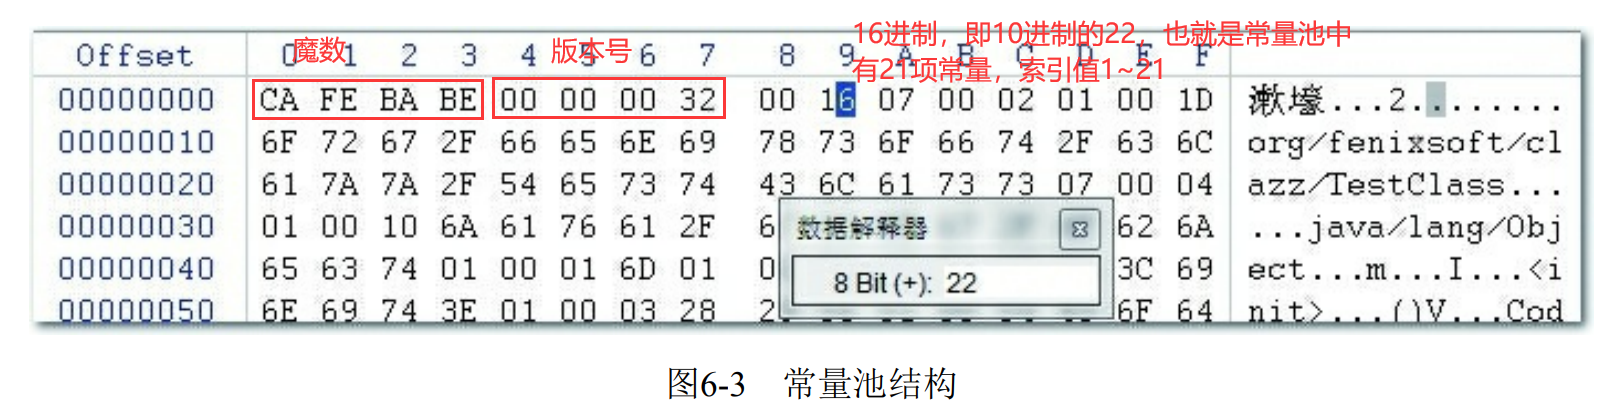 16进制，即10进制的22，也就是常量池中
有21项常量，索引值1~21
魔数
版本号
Offset 0 1 2 3 4 5 6 7 8 9 A B C D E F
00000000 CA FE BA BE 00 00 00 32 00 16 07 00 02 01 00 1D 漱壕...2........
00000010 6F 72 67 2F 66 65 6E 69 78 73 6F 66 74 2F 63 6C org/fenixsoft/cl
00000020 61 7A 7A 2F 54 65 73 74 43 6C 61 73 73 07 00 04 azz/TestClass...
00000030 01 00 10 6A 61 76 61 2F 6 62 6A ...java/lang/Obj
00000040 65 63 74 01 00 01 6D 01 0 3C 69 ect...m...I...<i
00000050 6E 69 74 3E 01 00 03 28 2 6F 64 nit>...()V...Cod
数据解释器
8 Bit (+): 22
图6-3 常量池结构